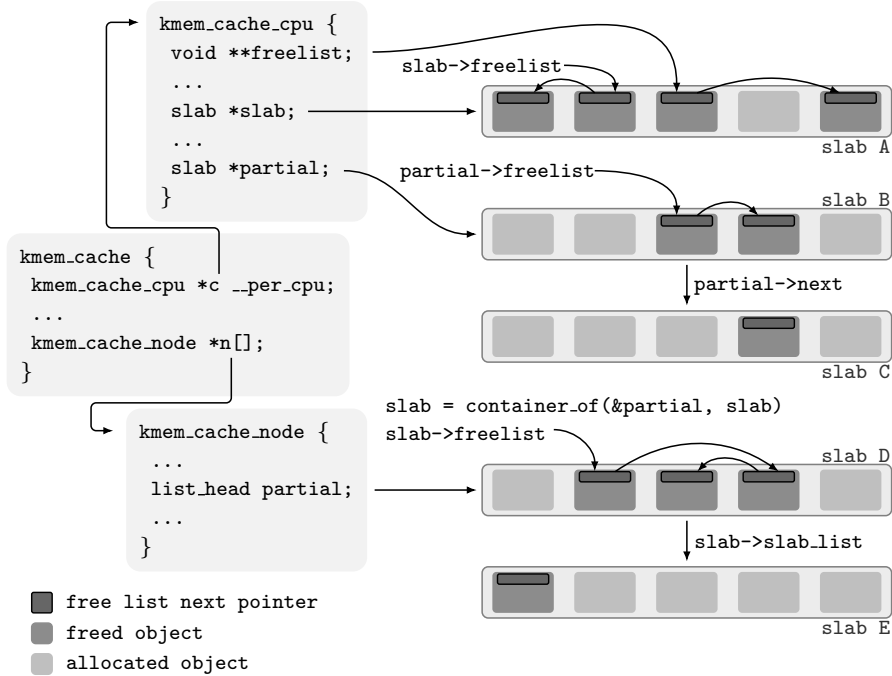 kmem_cache_cpu {
void **freelist;
...
slab *slab;
...
slab *partial;
}
slab->freelist
slab A
partial->freelist
slab B
partial->next
slab C
kmem_cache {
kmem_cache_cpu *c __per_cpu;
...
kmem_cache_node *n[];
}
slab = container_of(&partial, slab)
slab->freelist
slab D
kmem_cache_node {
...
list_head partial;
...
}
slab->slab_list
slab E
free list next pointer
freed object
allocated object